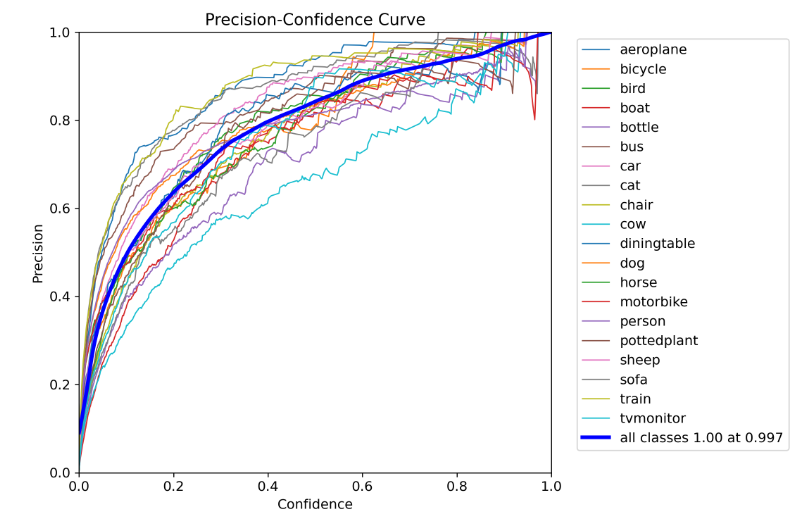 Precision-Confidence Curve
1.0
0.8
0.6
0.4
0.2
0.0
Precision
0.0 0.2 0.4 0.6 0.8 1.0
Confidence
aeroplane
bicycle
bird
boat
bottle
bus
car
cat
chair
cow
diningtable
dog
horse
motorbike
person
pottedplant
sheep
sofa
train
tvmonitor
all classes 1.00 at 0.997